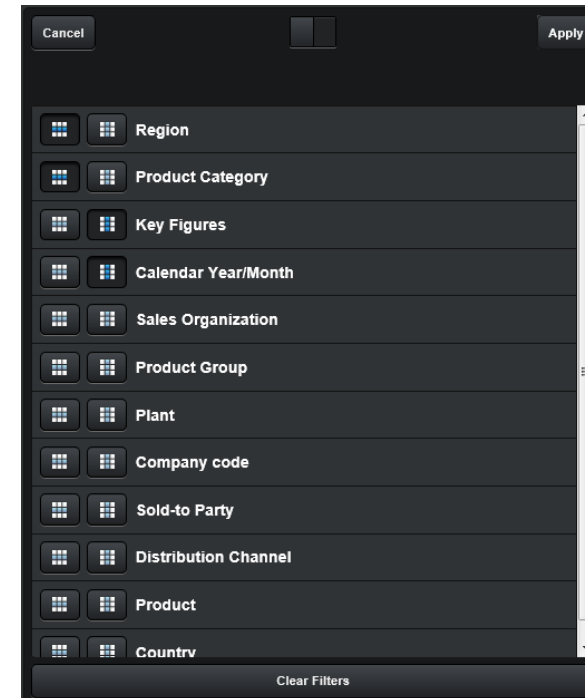 Cancel
Apply
Region
Product Category
Key Figures
Calendar Year/Month
Sales Organization
Product Group
Plant
Company code
Sold-to Party
Distribution Channel
Product
Country
Clear Filters